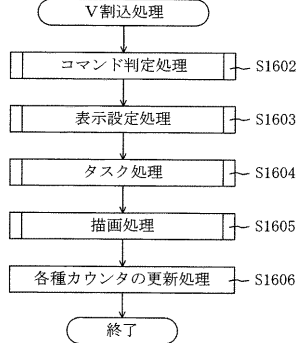 V割込処理
コマンド判定処理 S1602
表示設定処理 S1603
タスク処理 S1604
描画処理 S1605
各種カウンタの更新処理 S1606
終了